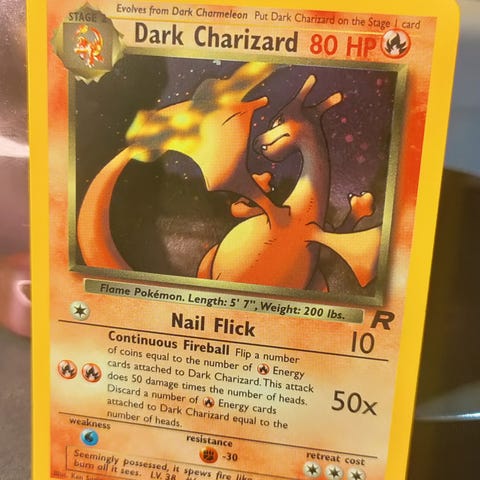 Evolves from Dark Charmeleon Put Dark Charizard on the Stage 1 card
STAGE 2
Dark Charizard 80 HP
Flame Pokémon. Length: 5' 7", Weight: 200 lbs.
R
Nail Flick 10
Continuous Fireball Flip a number
of coins equal to the number of Energy
cards attached to Dark Charizard. This attack
does 50 damage times the number of heads.
Discard a number of Energy cards
attached to Dark Charizard equal to the
number of heads.
50x
weakness
resistance
-30
retreat cost
Seemingly possessed, it spews fire like
burn off it sees. LV. 38
Ken